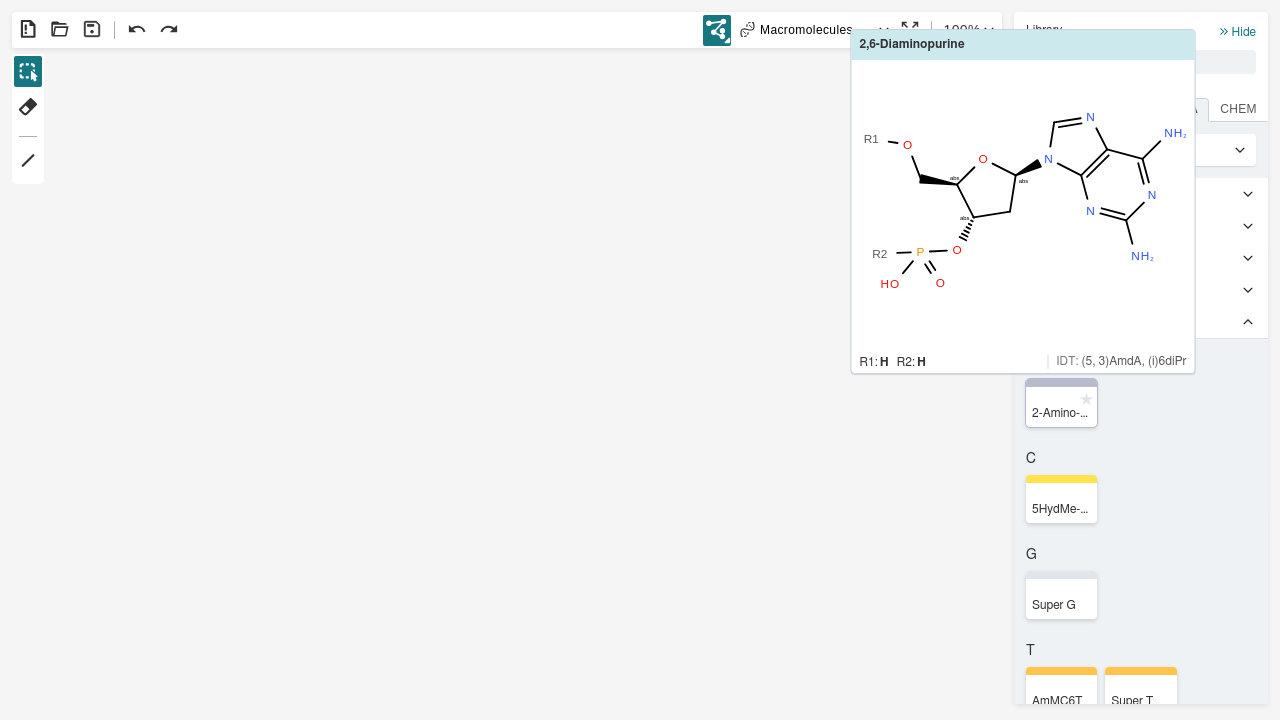 Macromolecules
100%
Library
Hide
2,6-Diaminopurine
CHEM
R1
O
O
N
N
NH₂
N
N
NH₂
abs
abs
abs
R2
P
O
HO
O
R1: H R2: H
IDT: (5, 3)AmdA, (i)6diPr
2-Amino-...
C
5HydMe-...
G
Super G
T
AmMC6T
Super T